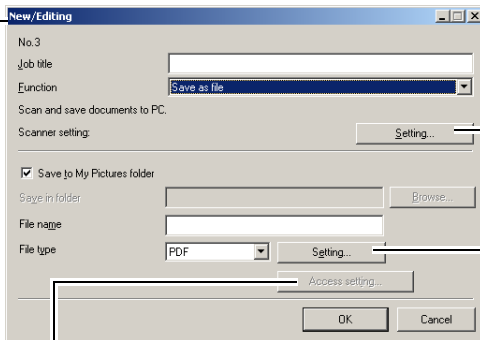 New/Editing
No.3
Job title
Function Save as file
Scan and save documents to PC.
Scanner setting: Setting...
Save to My Pictures folder
Save in folder Browse...
File name
File type PDF Setting...
Access setting...
OK Cancel